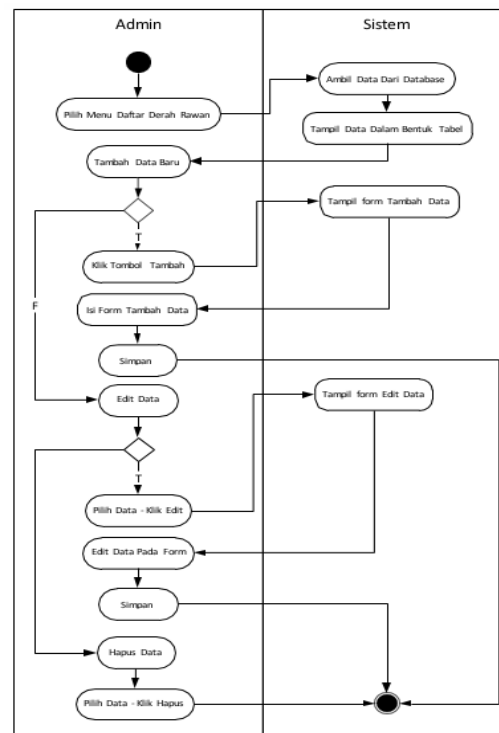 Admin
Sistem
Ambil Data Dari Database
Pilih Menu Daftar Derah Rawan
Tampil Data Dalam Bentuk Tabel
Tambah Data Baru
Tampil form Tambah Data
T
Klik Tombol Tambah
F
Isi Form Tambah Data
Simpan
Edit Data
Tampil form Edit Data
T
Pilih Data - Klik Edit
Edit Data Pada Form
Simpan
Hapus Data
Pilih Data - Klik Hapus